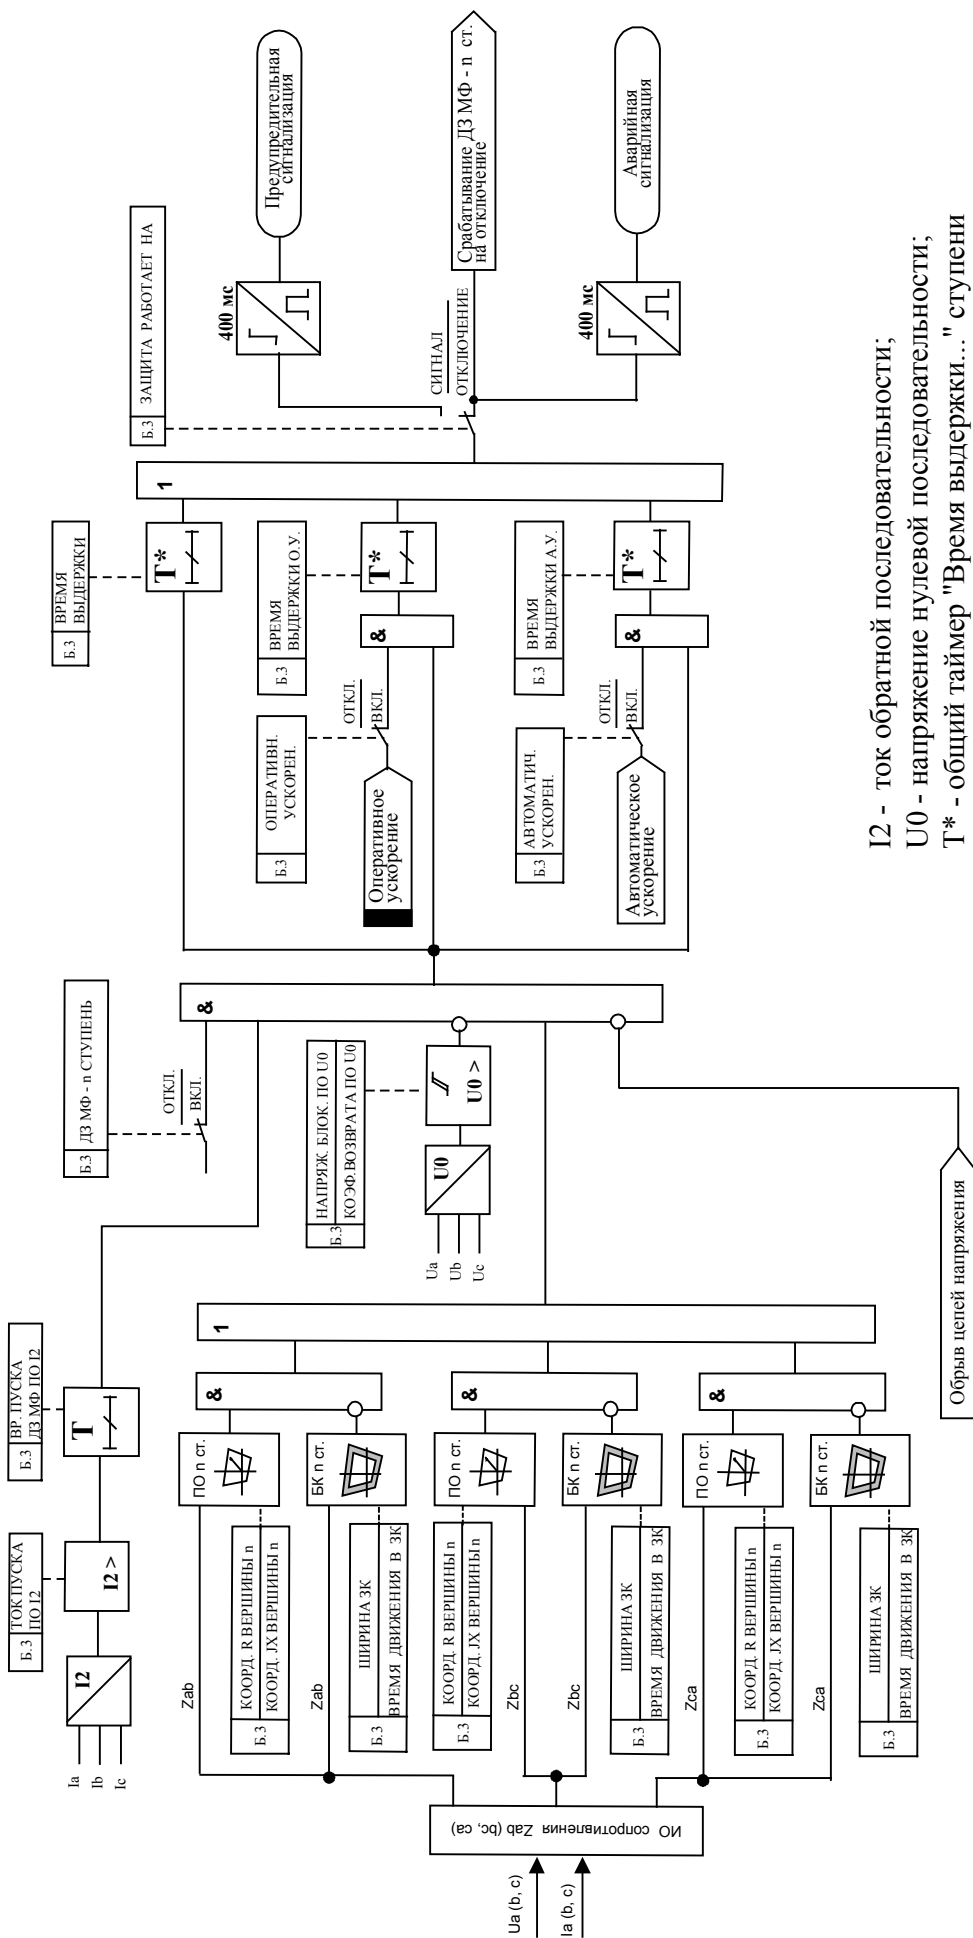 Ia
Ib
Ic
I2
Б.3
ТОК ПУСКА
ПО I2
I2 >
Б.3
ВР. ПУСКА
ДЗ МФ ПО I2
T
Б.3
ДЗ МФ - n СТУПЕНЬ
ОТКЛ.
ВКЛ.
Б.3
ВРЕМЯ
ВЫДЕРЖКИ
T*
Б.3
ЗАЩИТА РАБОТАЕТ НА
Ua (b, c)
Ia (b, c)
ИО сопротивления Zab (bc, ca)
Zab
ПО n ст.
Б.3
КООРД. R ВЕРШИНЫ n
КООРД. JX ВЕРШИНЫ n
Zab
БК n ст.
Б.3
ШИРИНА ЗК
ВРЕМЯ ДВИЖЕНИЯ В ЗК
&
Zbc
ПО n ст.
Б.3
КООРД. R ВЕРШИНЫ n
КООРД. JX ВЕРШИНЫ n
Zbc
БК n ст.
Б.3
ШИРИНА ЗК
ВРЕМЯ ДВИЖЕНИЯ В ЗК
&
Zca
ПО n ст.
Б.3
КООРД. R ВЕРШИНЫ n
КООРД. JX ВЕРШИНЫ n
Zca
БК n ст.
Б.3
ШИРИНА ЗК
ВРЕМЯ ДВИЖЕНИЯ В ЗК
&
1
Ua
Ub
Uc
U0
U0 >
Б.3
НАПРЯЖ. БЛОК. ПО U0
КОЭФ.ВОЗВРАТА ПО U0
Обрыв цепей напряжения
&
Б.3
ОПЕРАТИВН.
УСКОРЕН.
Оперативное
ускорение
ОТКЛ.
ВКЛ.
&
Б.3
ВРЕМЯ
ВЫДЕРЖКИ О.У.
T*
Б.3
АВТОМАТИЧ.
УСКОРЕН.
Автоматическое
ускорение
ОТКЛ.
ВКЛ.
&
Б.3
ВРЕМЯ
ВЫДЕРЖКИ А.У.
T*
1
СИГНАЛ
ОТКЛЮЧЕНИЕ
400 мс
Предупредительная
сигнализация
Срабатывание ДЗ МФ - n ст.
на отключение
400 мс
Аварийная
сигнализация
I2 - ток обратной последовательности;
U0 - напряжение нулевой последовательности;
T* - общий таймер "Время выдержки..." ступени